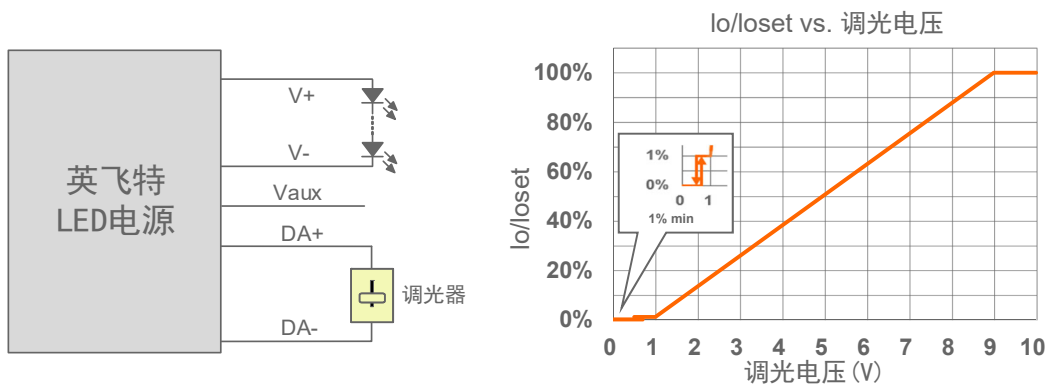 英飞特
LED电源
V+
V-
Vaux
DA+
调光器
DA-
Io/Ioset vs. 调光电压
Io/Ioset
100%
80%
60%
40%
20%
0%
1%
0%
0 1
1% min
0 1 2 3 4 5 6 7 8 9 10
调光电压(V)